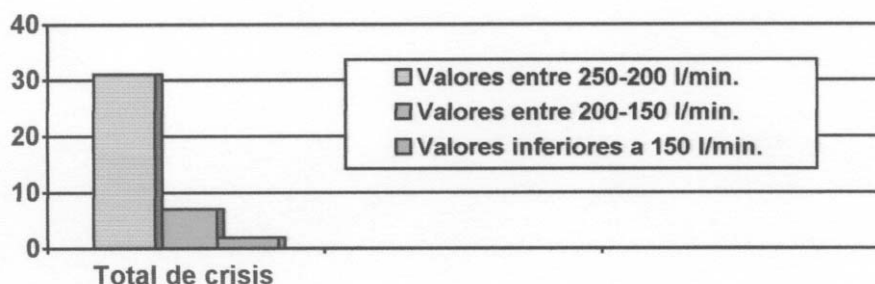 40
30
20
10
0
Valores entre 250-200 l/min.
Valores entre 200-150 l/min.
Valores inferiores a 150 l/min.
Total de crisis